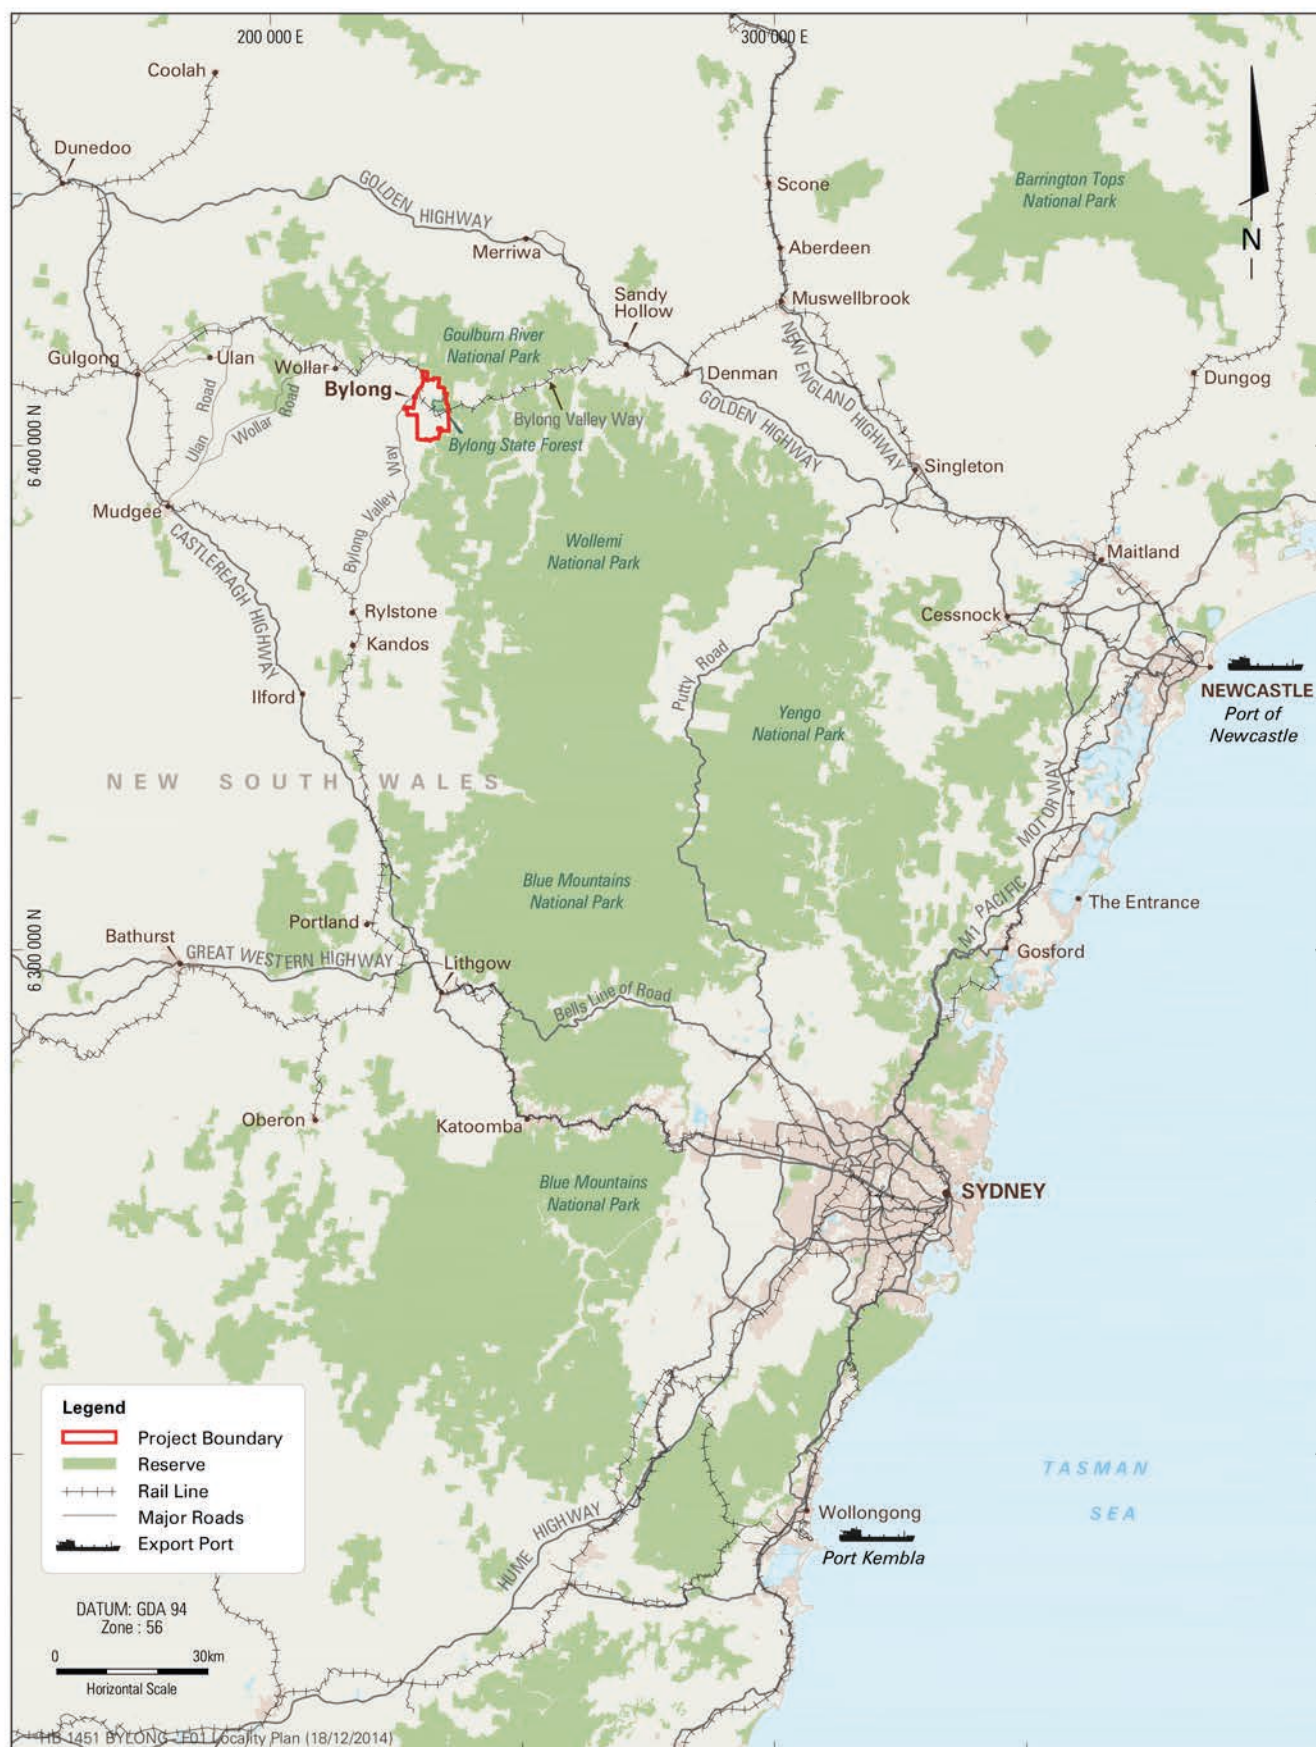 200 000 E
300 000 E
Coolah
Dunedoo
GOLDEN HIGHWAY
Merriwa
Scone
Barrington Tops
National Park
N
Aberdeen
Sandy
Hollow
Muswellbrook
Goulburn River
National Park
Gulgong
Ulan
Wollar
Bylong
Denman
Dungog
NEW ENGLAND HIGHWAY
Ulan Road
Wollar Road
Bylong Valley Way
GOLDEN HIGHWAY
Bylong State Forest
6 400 000 N
Bylong Valley Way
Singleton
Mudgee
CASTLEREAGH HIGHWAY
Wollemi
National Park
Maitland
Rylstone
Cessnock
Kandos
Putty Road
Ilford
NEWCASTLE
Port of
Newcastle
Yengo
National Park
NEW SOUTH WALES
M1 PACIFIC MOTORWAY
Blue Mountains
National Park
The Entrance
Portland
Bathurst
GREAT WESTERN HIGHWAY
Gosford
6 300 000 N
Lithgow
Bells Line of Road
Oberon
Katoomba
Blue Mountains
National Park
SYDNEY
Legend
Project Boundary
Reserve
Rail Line
Major Roads
Export Port
TASMAN
SEA
HUME HIGHWAY
Wollongong
Port Kembla
DATUM: GDA 94
Zone : 56
0 30km
Horizontal Scale
HB 1451 BYLONG - F01 Locality Plan (18/12/2014)